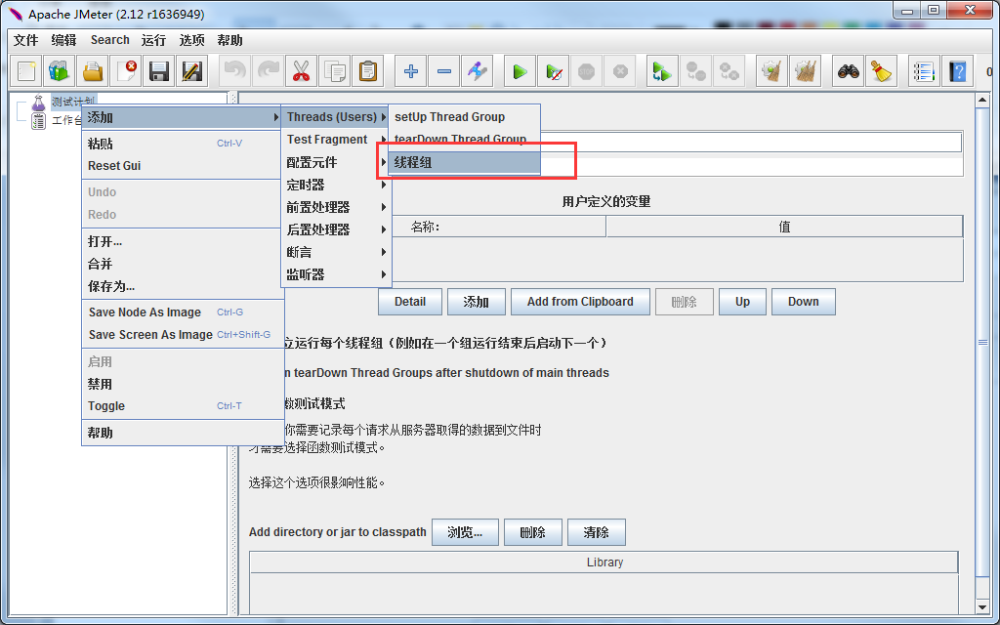 Apache JMeter (2.12 r1636949)
文件 编辑 Search 运行 选项 帮助
0
测试计划
工作台
添加
粘贴 Ctrl-V
Reset Gui
Undo
Redo
打开...
合并
保存为...
Save Node As Image Ctrl-G
Save Screen As Image Ctrl+Shift-G
启用
禁用
Toggle Ctrl-T
帮助
Threads (Users)
Test Fragment
配置元件
定时器
前置处理器
后置处理器
断言
监听器
setUp Thread Group
tearDown Thread Group
线程组
用户定义的变量
名称: 值
Detail 添加 Add from Clipboard 删除 Up Down
立运行每个线程组（例如在一个组运行结束后启动下一个）
n tearDown Thread Groups after shutdown of main threads
数测试模式
你需要记录每个请求从服务器取得的数据到文件时
才需要选择函数测试模式。
选择这个选项很影响性能。
Add directory or jar to classpath 浏览... 删除 清除
Library